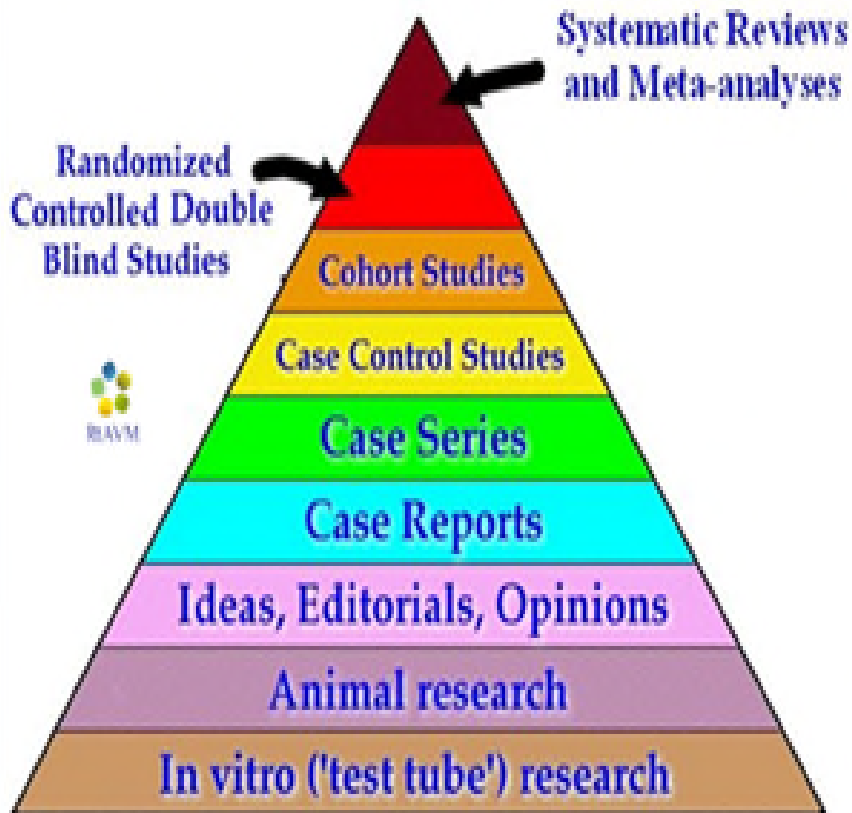 Systematic Reviews
and Meta-analyses
Randomized
Controlled Double
Blind Studies
Cohort Studies
Case Control Studies
Case Series
Case Reports
Ideas, Editorials, Opinions
Animal research
In vitro ('test tube') research